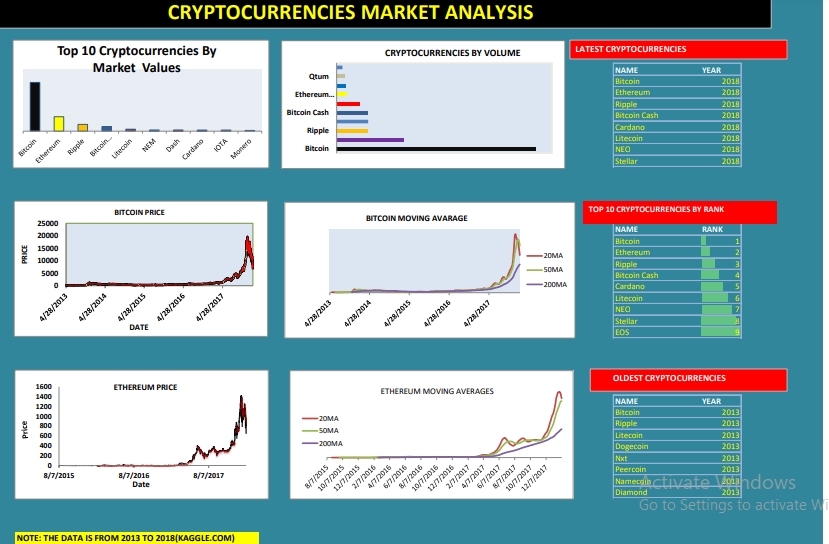 CRYPTOCURRENCIES MARKET ANALYSIS
Top 10 Cryptocurrencies By
Market Values
Bitcoin
Ethereum
Ripple
Bitcoin...
Litecoin
NEM
Dash
Cardano
IOTA
Monero
CRYPTOCURRENCIES BY VOLUME
Qtum
Ethereum...
Bitcoin Cash
Ripple
Bitcoin
LATEST CRYPTOCURRENCIES
NAME YEAR
Bitcoin 2018
Ethereum 2018
Ripple 2018
Bitcoin Cash 2018
Cardano 2018
Litecoin 2018
NEO 2018
Stellar 2018
BITCOIN PRICE
PRICE
25000
20000
15000
10000
5000
0
4/28/2013
4/28/2014
4/28/2015
4/28/2016
4/28/2017
DATE
BITCOIN MOVING AVARAGE
20MA
50MA
200MA
4/28/2013
4/28/2014
4/28/2015
4/28/2016
4/28/2017
TOP 10 CRYPTOCURRENCIES BY RANK
NAME RANK
Bitcoin 1
Ethereum 2
Ripple 3
Bitcoin Cash 4
Cardano 5
Litecoin 6
NEO 7
Stellar 8
EOS 9
ETHEREUM PRICE
Price
1600
1400
1200
1000
800
600
400
200
0
8/7/2015
8/7/2016
8/7/2017
Date
ETHEREUM MOVING AVERAGES
20MA
50MA
200MA
8/7/2015
10/7/2015
12/7/2015
2/7/2016
4/7/2016
6/7/2016
8/7/2016
10/7/2016
12/7/2016
2/7/2017
4/7/2017
6/7/2017
8/7/2017
10/7/2017
12/7/2017
OLDEST CRYPTOCURRENCIES
NAME YEAR
Bitcoin 2013
Ripple 2013
Litecoin 2013
Dogecoin 2013
Nxt 2013
Peercoin 2013
Namecoin 2013
Diamond 2013
Activate Windows
Go to Settings to activate Wi
NOTE: THE DATA IS FROM 2013 TO 2018(KAGGLE.COM)